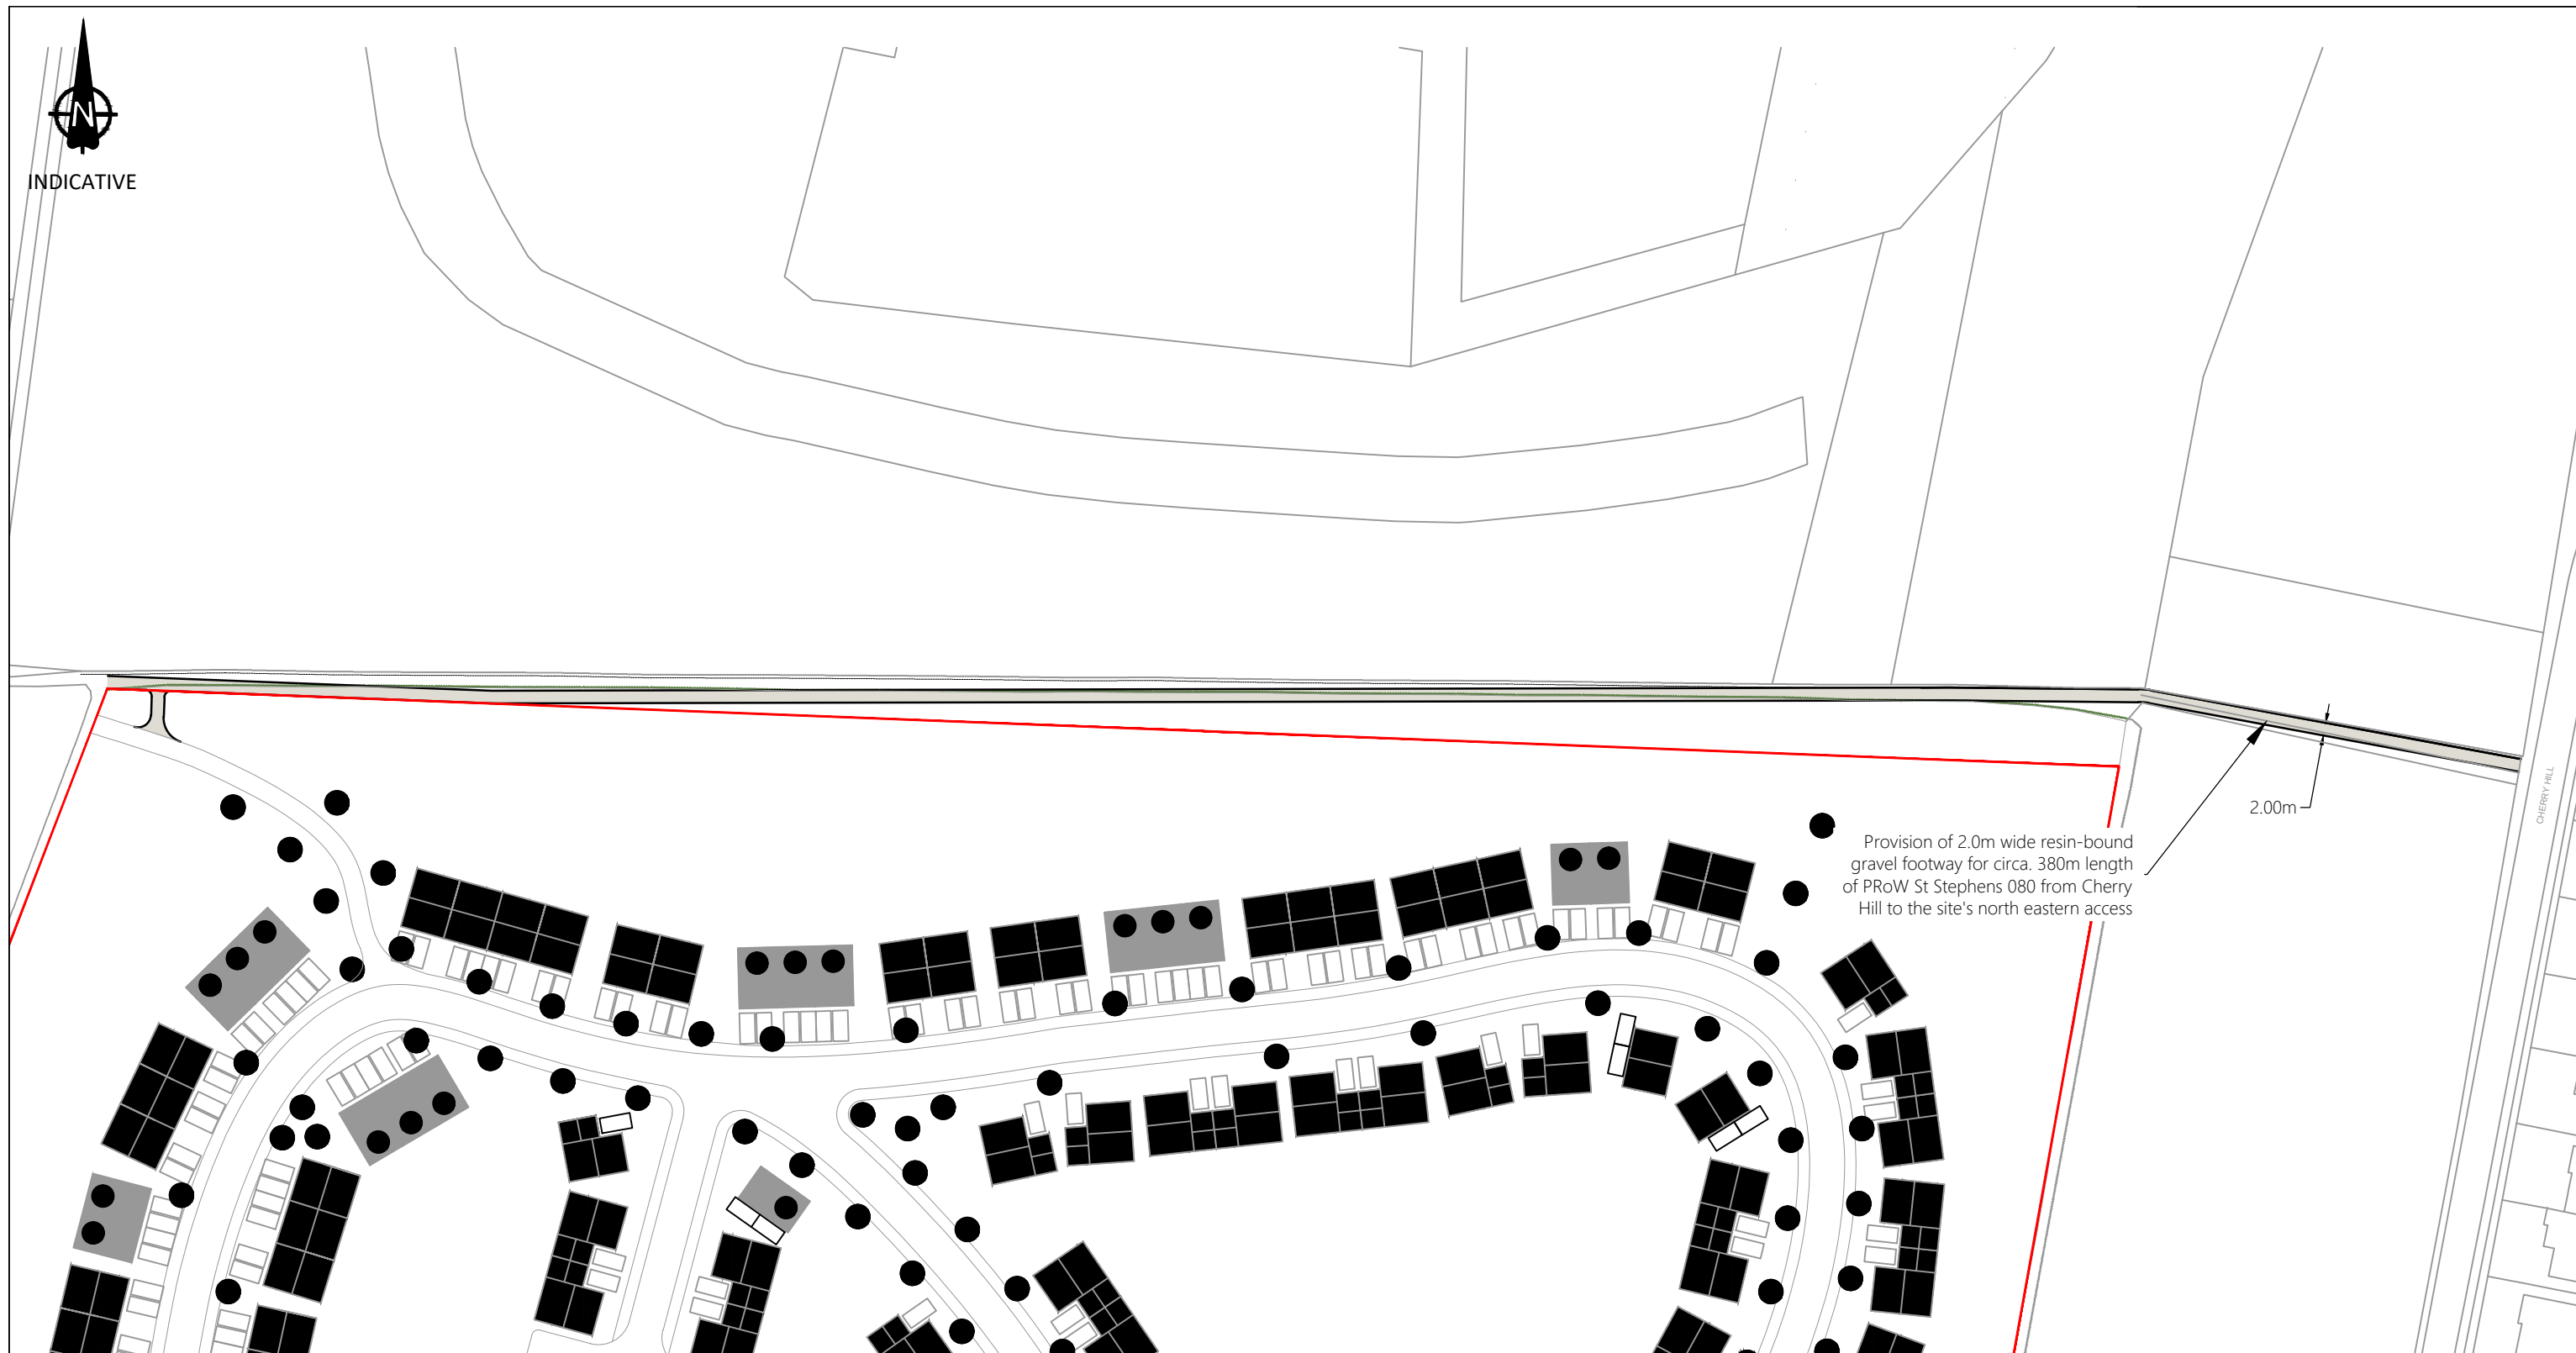 N
INDICATIVE
2.00m
CHERRY HILL
Provision of 2.0m wide resin-bound
gravel footway for circa. 380m length
of PRoW St Stephens 080 from Cherry
Hill to the site's north eastern access